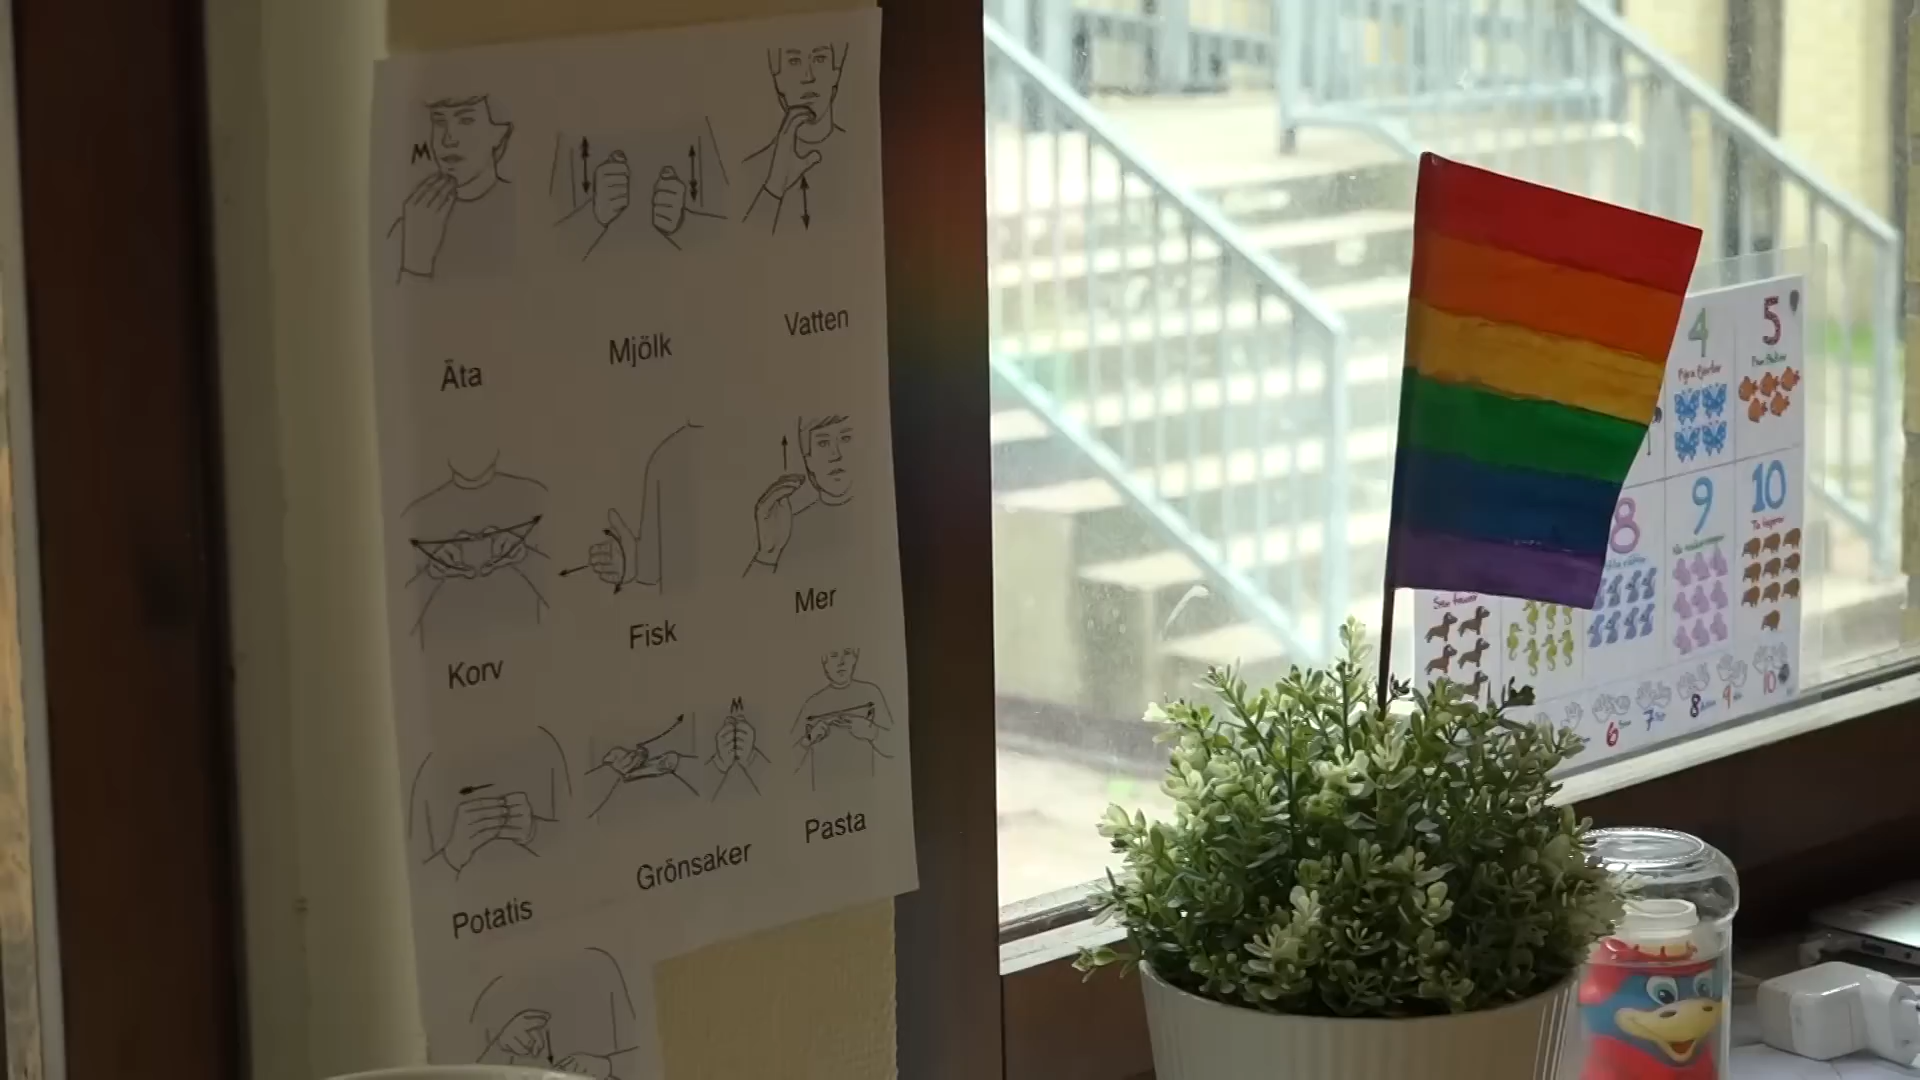 M
Äta
Mjölk
Vatten
Korv
Fisk
Mer
M
Potatis
Grönsaker
Pasta
4
5
8
9
10
6
7
8
9
10